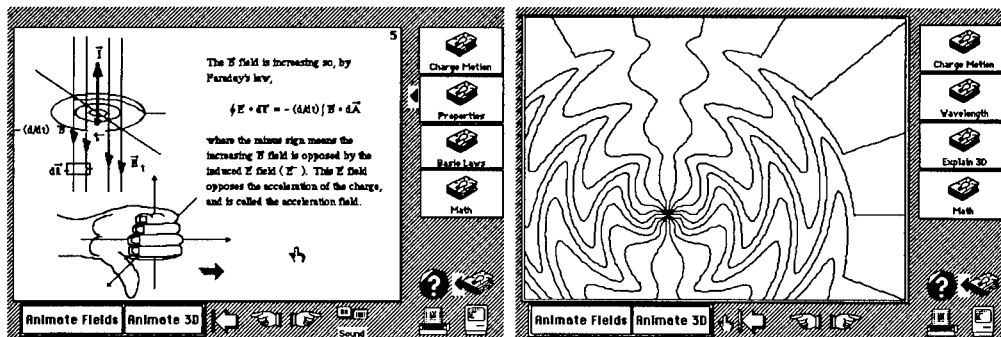 5
The B field is increasing so, by
Faraday's law,
∮ E • dl = − (d/dt) ∫ B • dA
where the minus sign means the
increasing B field is opposed by the
induced E field ( E ). This E field
opposes the acceleration of the charge,
and is called the acceleration field.
I
− (d/dt) B
dA
Charge Motion
Properties
Basic Laws
Math
Animate Fields
Animate 3D
Sound
?
Charge Motion
Wavelength
Explain 3D
Math
Animate Fields
Animate 3D
?